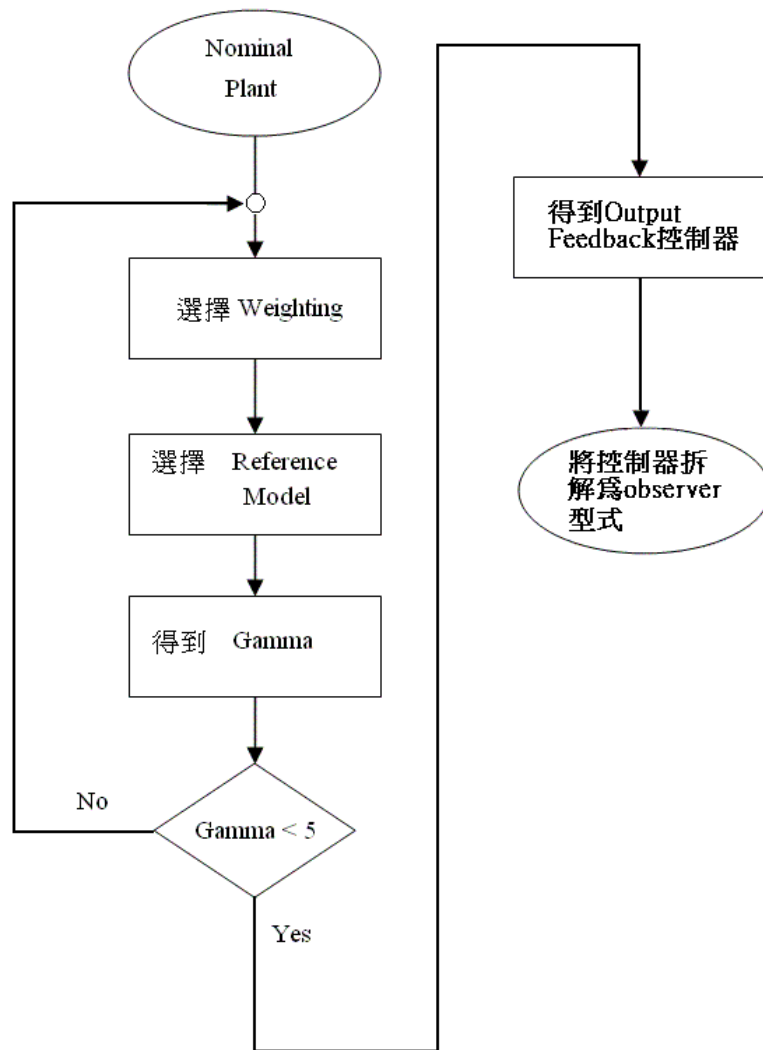 Nominal
Plant
選擇 Weighting
選擇 Reference
Model
得到 Gamma
Gamma < 5
No
Yes
得到Output
Feedback控制器
將控制器拆
解爲observer
型式